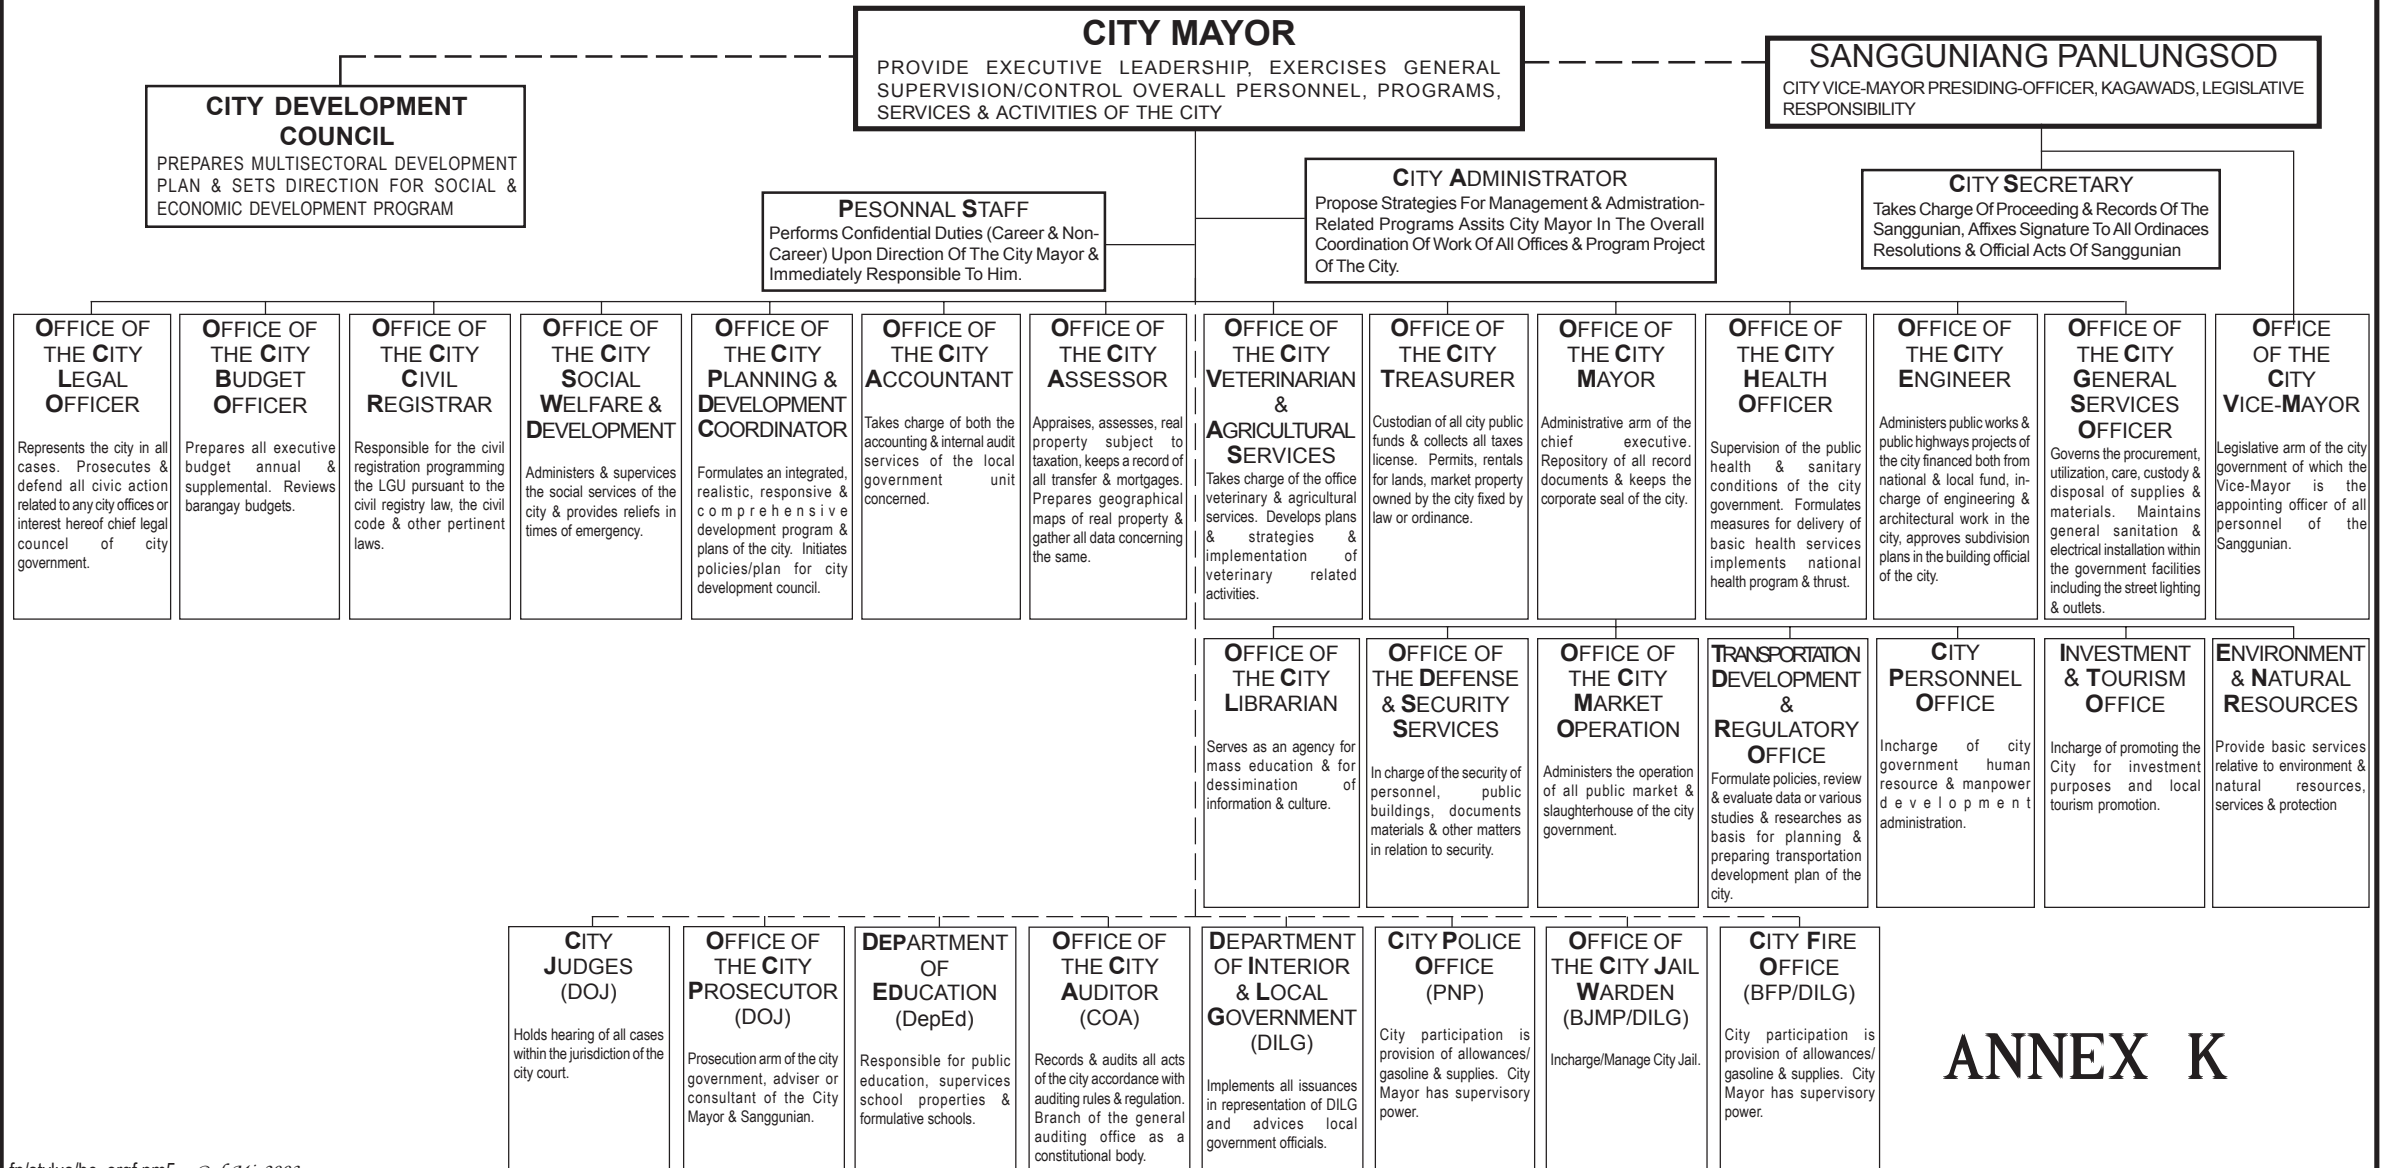 CITY MAYOR
PROVIDE EXECUTIVE LEADERSHIP, EXERCISES GENERAL
SUPERVISION/CONTROL OVERALL PERSONNEL, PROGRAMS,
SERVICES & ACTIVITIES OF THE CITY
SANGGUNIANG PANLUNGSOD
CITY VICE-MAYOR PRESIDING-OFFICER, KAGAWADS, LEGISLATIVE
RESPONSIBILITY
CITY DEVELOPMENT
COUNCIL
PREPARES MULTISECTORAL DEVELOPMENT
PLAN & SETS DIRECTION FOR SOCIAL &
ECONOMIC DEVELOPMENT PROGRAM
PESONNAL STAFF
Performs Confidential Duties (Career & Non-
Career) Upon Direction Of The City Mayor &
Immediately Responsible To Him.
CITY ADMINISTRATOR
Propose Strategies For Management & Admistration-
Related Programs Assits City Mayor In The Overall
Coordination Of Work Of All Offices & Program Project
Of The City.
CITY SECRETARY
Takes Charge Of Proceeding & Records Of The
Sanggunian, Affixes Signature To All Ordinaces
Resolutions & Official Acts Of Sanggunian
OFFICE OF
THE CITY
LEGAL
OFFICER
Represents the city in all
cases. Prosecutes &
defend all civic action
related to any city offices or
interest hereof chief legal
councel of city
government.
OFFICE OF
THE CITY
BUDGET
OFFICER
Prepares all executive
budget annual &
supplemental. Reviews
barangay budgets.
OFFICE OF
THE CITY
CIVIL
REGISTRAR
Responsible for the civil
registration programming
the LGU pursuant to the
civil registry law, the civil
code & other pertinent
laws.
OFFICE OF
THE CITY
SOCIAL
WELFARE &
DEVELOPMENT
Administers & supervices
the social services of the
city & provides reliefs in
times of emergency.
OFFICE OF
THE CITY
PLANNING &
DEVELOPMENT
COORDINATOR
Formulates an integrated,
realistic, responsive &
comprehensive
development program &
plans of the city. Initiates
policies/plan for city
development council.
OFFICE OF
THE CITY
ACCOUNTANT
Takes charge of both the
accounting & internal audit
services of the local
government unit
concerned.
OFFICE OF
THE CITY
ASSESSOR
Appraises, assesses, real
property subject to
taxation, keeps a record of
all transfer & mortgages.
Prepares geographical
maps of real property &
gather all data concerning
the same.
OFFICE OF
THE CITY
VETERINARIAN
&
AGRICULTURAL
SERVICES
Takes charge of the office
veterinary & agricultural
services. Develops plans
& strategies &
implementation of
veterinary related
activities.
OFFICE OF
THE CITY
TREASURER
Custodian of all city public
funds & collects all taxes
license. Permits, rentals
for lands, market property
owned by the city fixed by
law or ordinance.
OFFICE OF
THE CITY
MAYOR
Administrative arm of the
chief executive.
Repository of all record
documents & keeps the
corporate seal of the city.
OFFICE OF
THE CITY
HEALTH
OFFICER
Supervision of the public
health & sanitary
conditions of the city
government. Formulates
measures for delivery of
basic health services
implements national
health program & thrust.
OFFICE OF
THE CITY
ENGINEER
Administers public works &
public highways projects of
the city financed both from
national & local fund, in-
charge of engineering &
architectural work in the
city, approves subdivision
plans in the building official
of the city.
OFFICE OF
THE CITY
GENERAL
SERVICES
OFFICER
Governs the procurement,
utilization, care, custody &
disposal of supplies &
materials. Maintains
general sanitation &
electrical installation within
the government facilities
including the street lighting
& outlets.
OFFICE
OF THE
CITY
VICE-MAYOR
Legislative arm of the city
government of which the
Vice-Mayor is the
appointing officer of all
personnel of the
Sanggunian.
OFFICE OF
THE CITY
LIBRARIAN
Serves as an agency for
mass education & for
dessimination of
information & culture.
OFFICE OF
THE DEFENSE
& SECURITY
SERVICES
In charge of the security of
personnel, public
buildings, documents
materials & other matters
in relation to security.
OFFICE OF
THE CITY
MARKET
OPERATION
Administers the operation
of all public market &
slaughterhouse of the city
government.
TRANSPORTATION
DEVELOPMENT
&
REGULATORY
OFFICE
Formulate policies, review
& evaluate data or various
studies & researches as
basis for planning &
preparing transportation
development plan of the
city.
CITY
PERSONNEL
OFFICE
Incharge of city
government human
resource & manpower
development
administration.
INVESTMENT
& TOURISM
OFFICE
Incharge of promoting the
City for investment
purposes and local
tourism promotion.
ENVIRONMENT
& NATURAL
RESOURCES
Provide basic services
relative to environment &
natural resources,
services & protection
CITY
JUDGES
(DOJ)
Holds hearing of all cases
within the jurisdiction of the
city court.
OFFICE OF
THE CITY
PROSECUTOR
(DOJ)
Prosecution arm of the city
government, adviser or
consultant of the City
Mayor & Sanggunian.
DEPARTMENT
OF
EDUCATION
(DepEd)
Responsible for public
education, supervices
school properties &
formulative schools.
OFFICE OF
THE CITY
AUDITOR
(COA)
Records & audits all acts
of the city accordance with
auditing rules & regulation.
Branch of the general
auditing office as a
constitutional body.
DEPARTMENT
OF INTERIOR
& LOCAL
GOVERNMENT
(DILG)
Implements all issuances
in representation of DILG
and advices local
government officials.
CITY POLICE
OFFICE
(PNP)
City participation is
provision of allowances/
gasoline & supplies. City
Mayor has supervisory
power.
OFFICE OF
THE CITY JAIL
WARDEN
(BJMP/DILG)
Incharge/Manage City Jail.
CITY FIRE
OFFICE
(BFP/DILG)
City participation is
provision of allowances/
gasoline & supplies. City
Mayor has supervisory
power.
ANNEX K